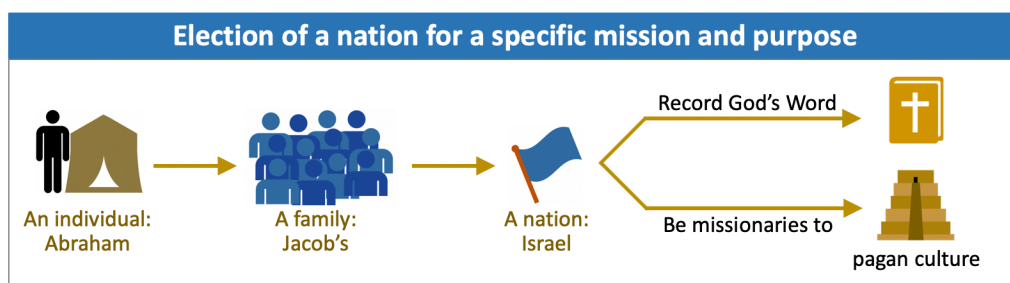 Election of a nation for a specific mission and purpose
Record God's Word
An individual:
Abraham
A family:
Jacob's
A nation:
Israel
Be missionaries to
pagan culture